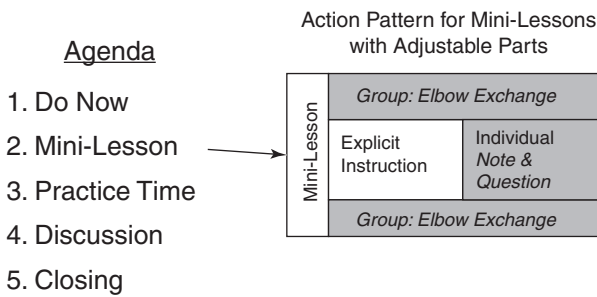 Agenda
1. Do Now
2. Mini-Lesson
3. Practice Time
4. Discussion
5. Closing
Action Pattern for Mini-Lessons
with Adjustable Parts
Mini-Lesson
Group: Elbow Exchange
Explicit
Instruction
Individual
Note &
Question
Group: Elbow Exchange